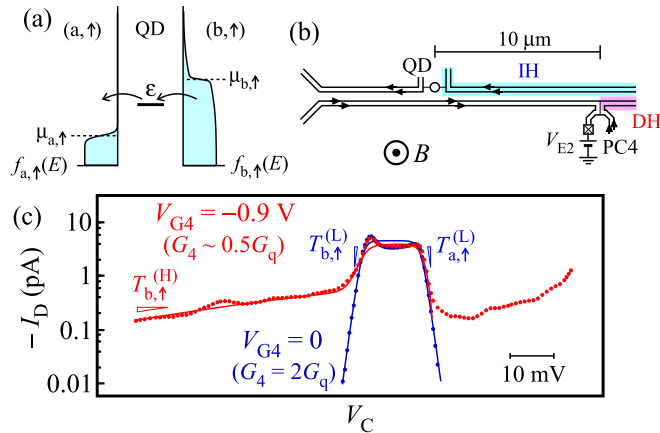 (a)
(a,↑) QD (b,↑)
μb,↑
ε
μa,↑
fa,↑(E) fb,↑(E)
(b)
10 μm
QD IH
DH
VE2 PC4
B
(c)
VG4 = −0.9 V
(G4 ~ 0.5Gq)
Tb,↑(L) Ta,↑(L)
Tb,↑(H)
VG4 = 0
(G4 = 2Gq)
10 mV
10
1
0.1
0.01
−ID (pA)
VC